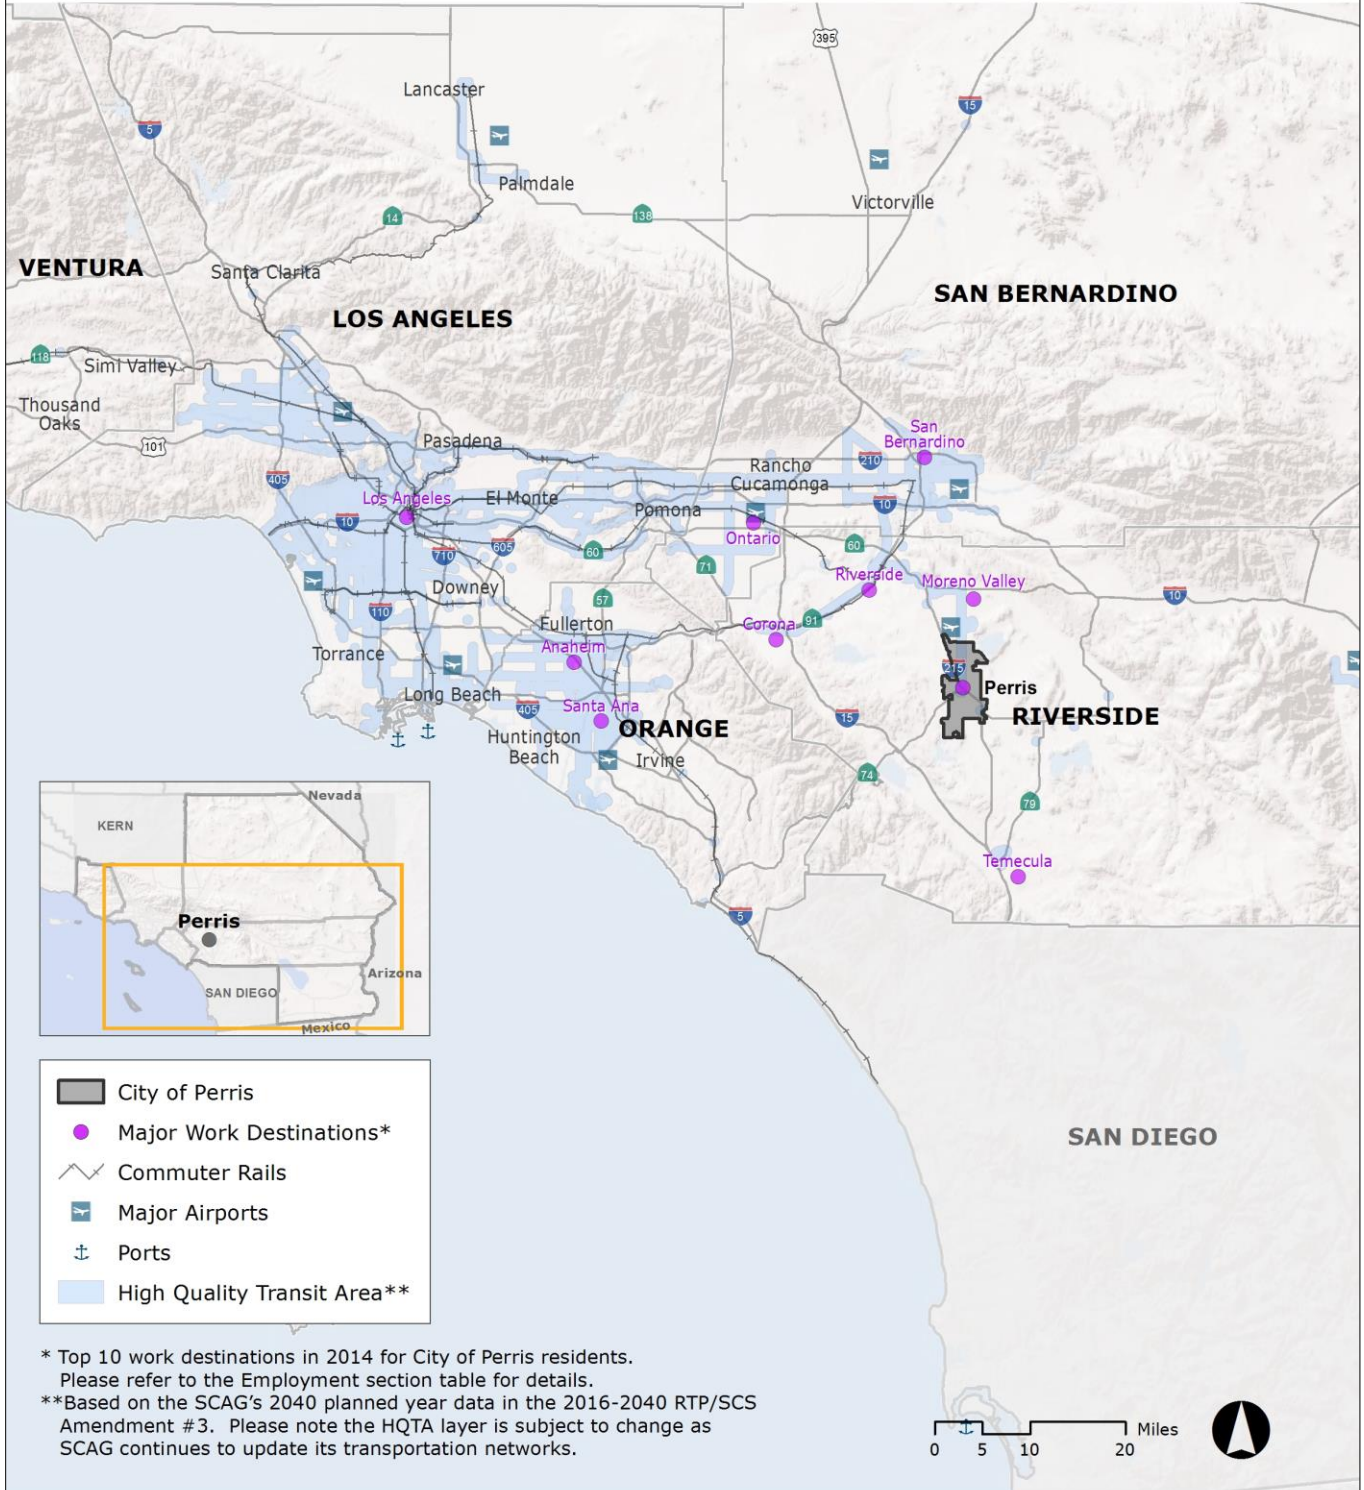 395
Lancaster
15
5
Palmdale
Victorville
14
138
VENTURA
Santa Clarita
SAN BERNARDINO
LOS ANGELES
118
Simi Valley
Thousand
Oaks
101
Pasadena
San
Bernardino
210
Rancho
Cucamonga
405
Los Angeles
El Monte
10
Pomona
10
Ontario
710
605
60
60
71
Riverside
Moreno Valley
10
Downey
110
57
91
Fullerton
Corona
Anaheim
Torrance
215
Perris
Long Beach
405
Santa Ana
15
RIVERSIDE
ORANGE
Huntington
Beach
Irvine
74
79
Temecula
5
Nevada
KERN
Perris
Arizona
SAN DIEGO
Mexico
City of Perris
Major Work Destinations*
Commuter Rails
Major Airports
Ports
High Quality Transit Area**
SAN DIEGO
* Top 10 work destinations in 2014 for City of Perris residents.
Please refer to the Employment section table for details.
**Based on the SCAG's 2040 planned year data in the 2016-2040 RTP/SCS
Amendment #3. Please note the HQTA layer is subject to change as
SCAG continues to update its transportation networks.
Miles
0 5 10 20